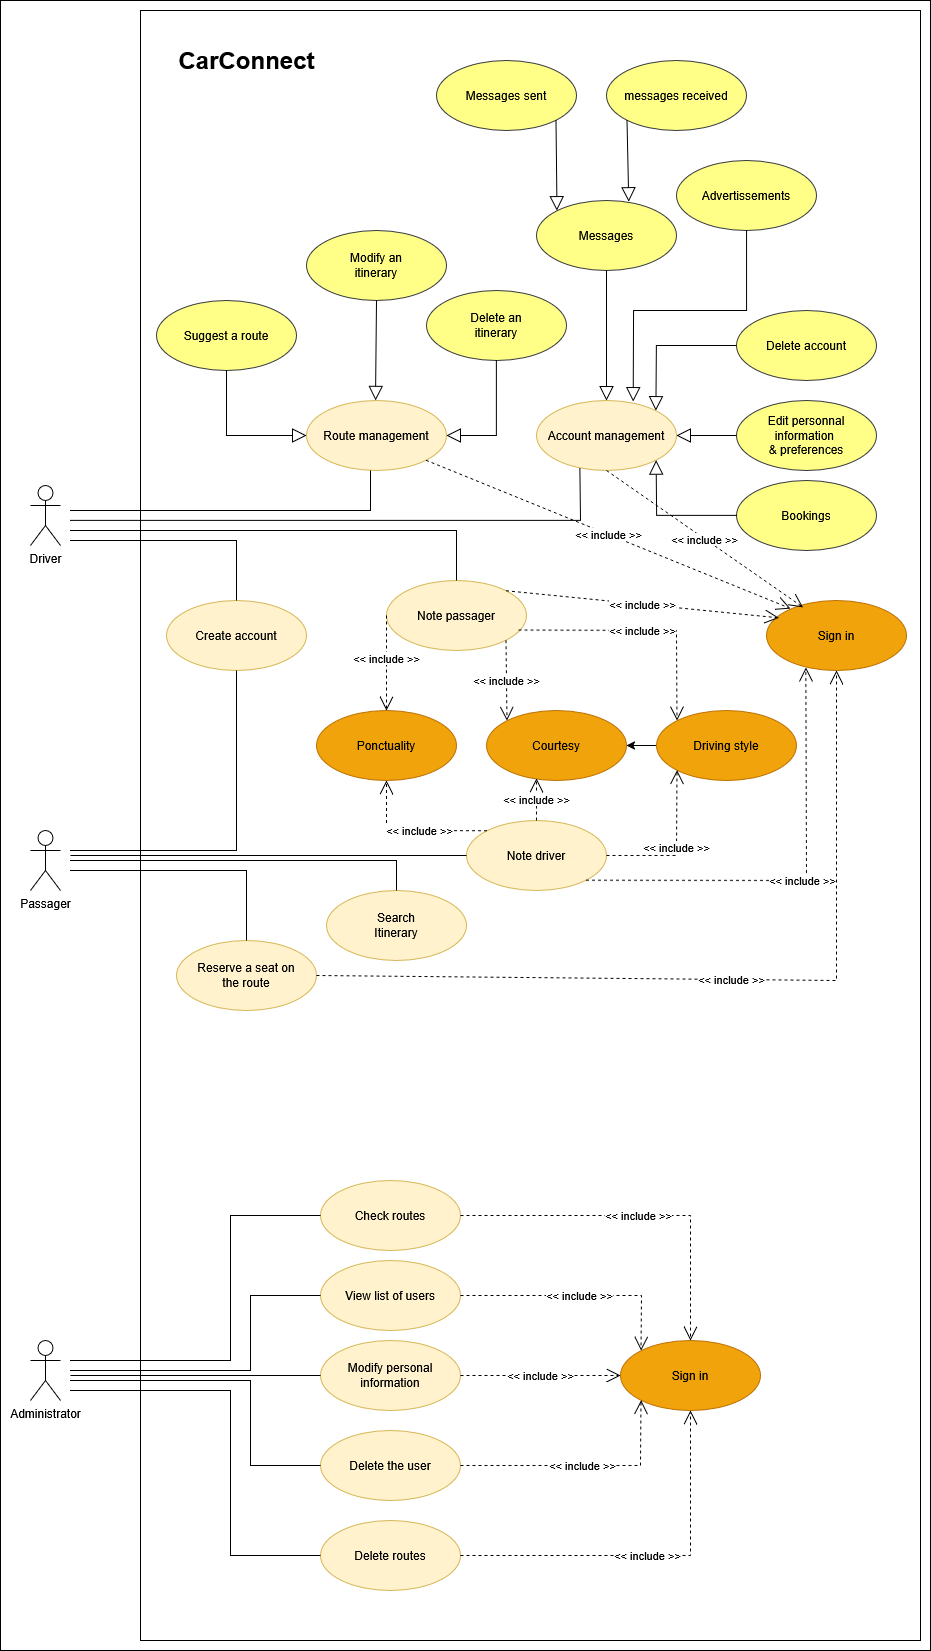 CarConnect
Messages sent
messages received
Advertissements
Messages
Modify an
itinerary
Delete an
itinerary
Suggest a route
Delete account
Route management
Account management
Edit personnal
information
& preferences
Bookings
<< include >>
<< include >>
Driver
Create account
Note passager
<< include >>
<< include >>
Sign in
<< include >>
<< include >>
Ponctuality
Courtesy
Driving style
<< include >>
<< include >>
<< include >>
Note driver
<< include >>
Passager
Search
Itinerary
Reserve a seat on
the route
<< include >>
Check routes
<< include >>
View list of users
<< include >>
Modify personal
information
<< include >>
Sign in
Administrator
Delete the user
<< include >>
Delete routes
<< include >>